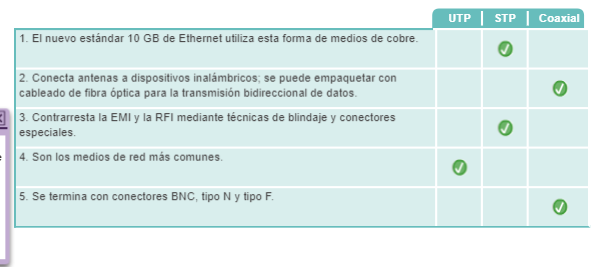 UTP STP Coaxial
1. El nuevo estándar 10 GB de Ethernet utiliza esta forma de medios de cobre.
2. Conecta antenas a dispositivos inalámbricos; se puede empaquetar con
cableado de fibra óptica para la transmisión bidireccional de datos.
3. Contrarresta la EMI y la RFI mediante técnicas de blindaje y conectores
especiales.
4. Son los medios de red más comunes.
5. Se termina con conectores BNC, tipo N y tipo F.